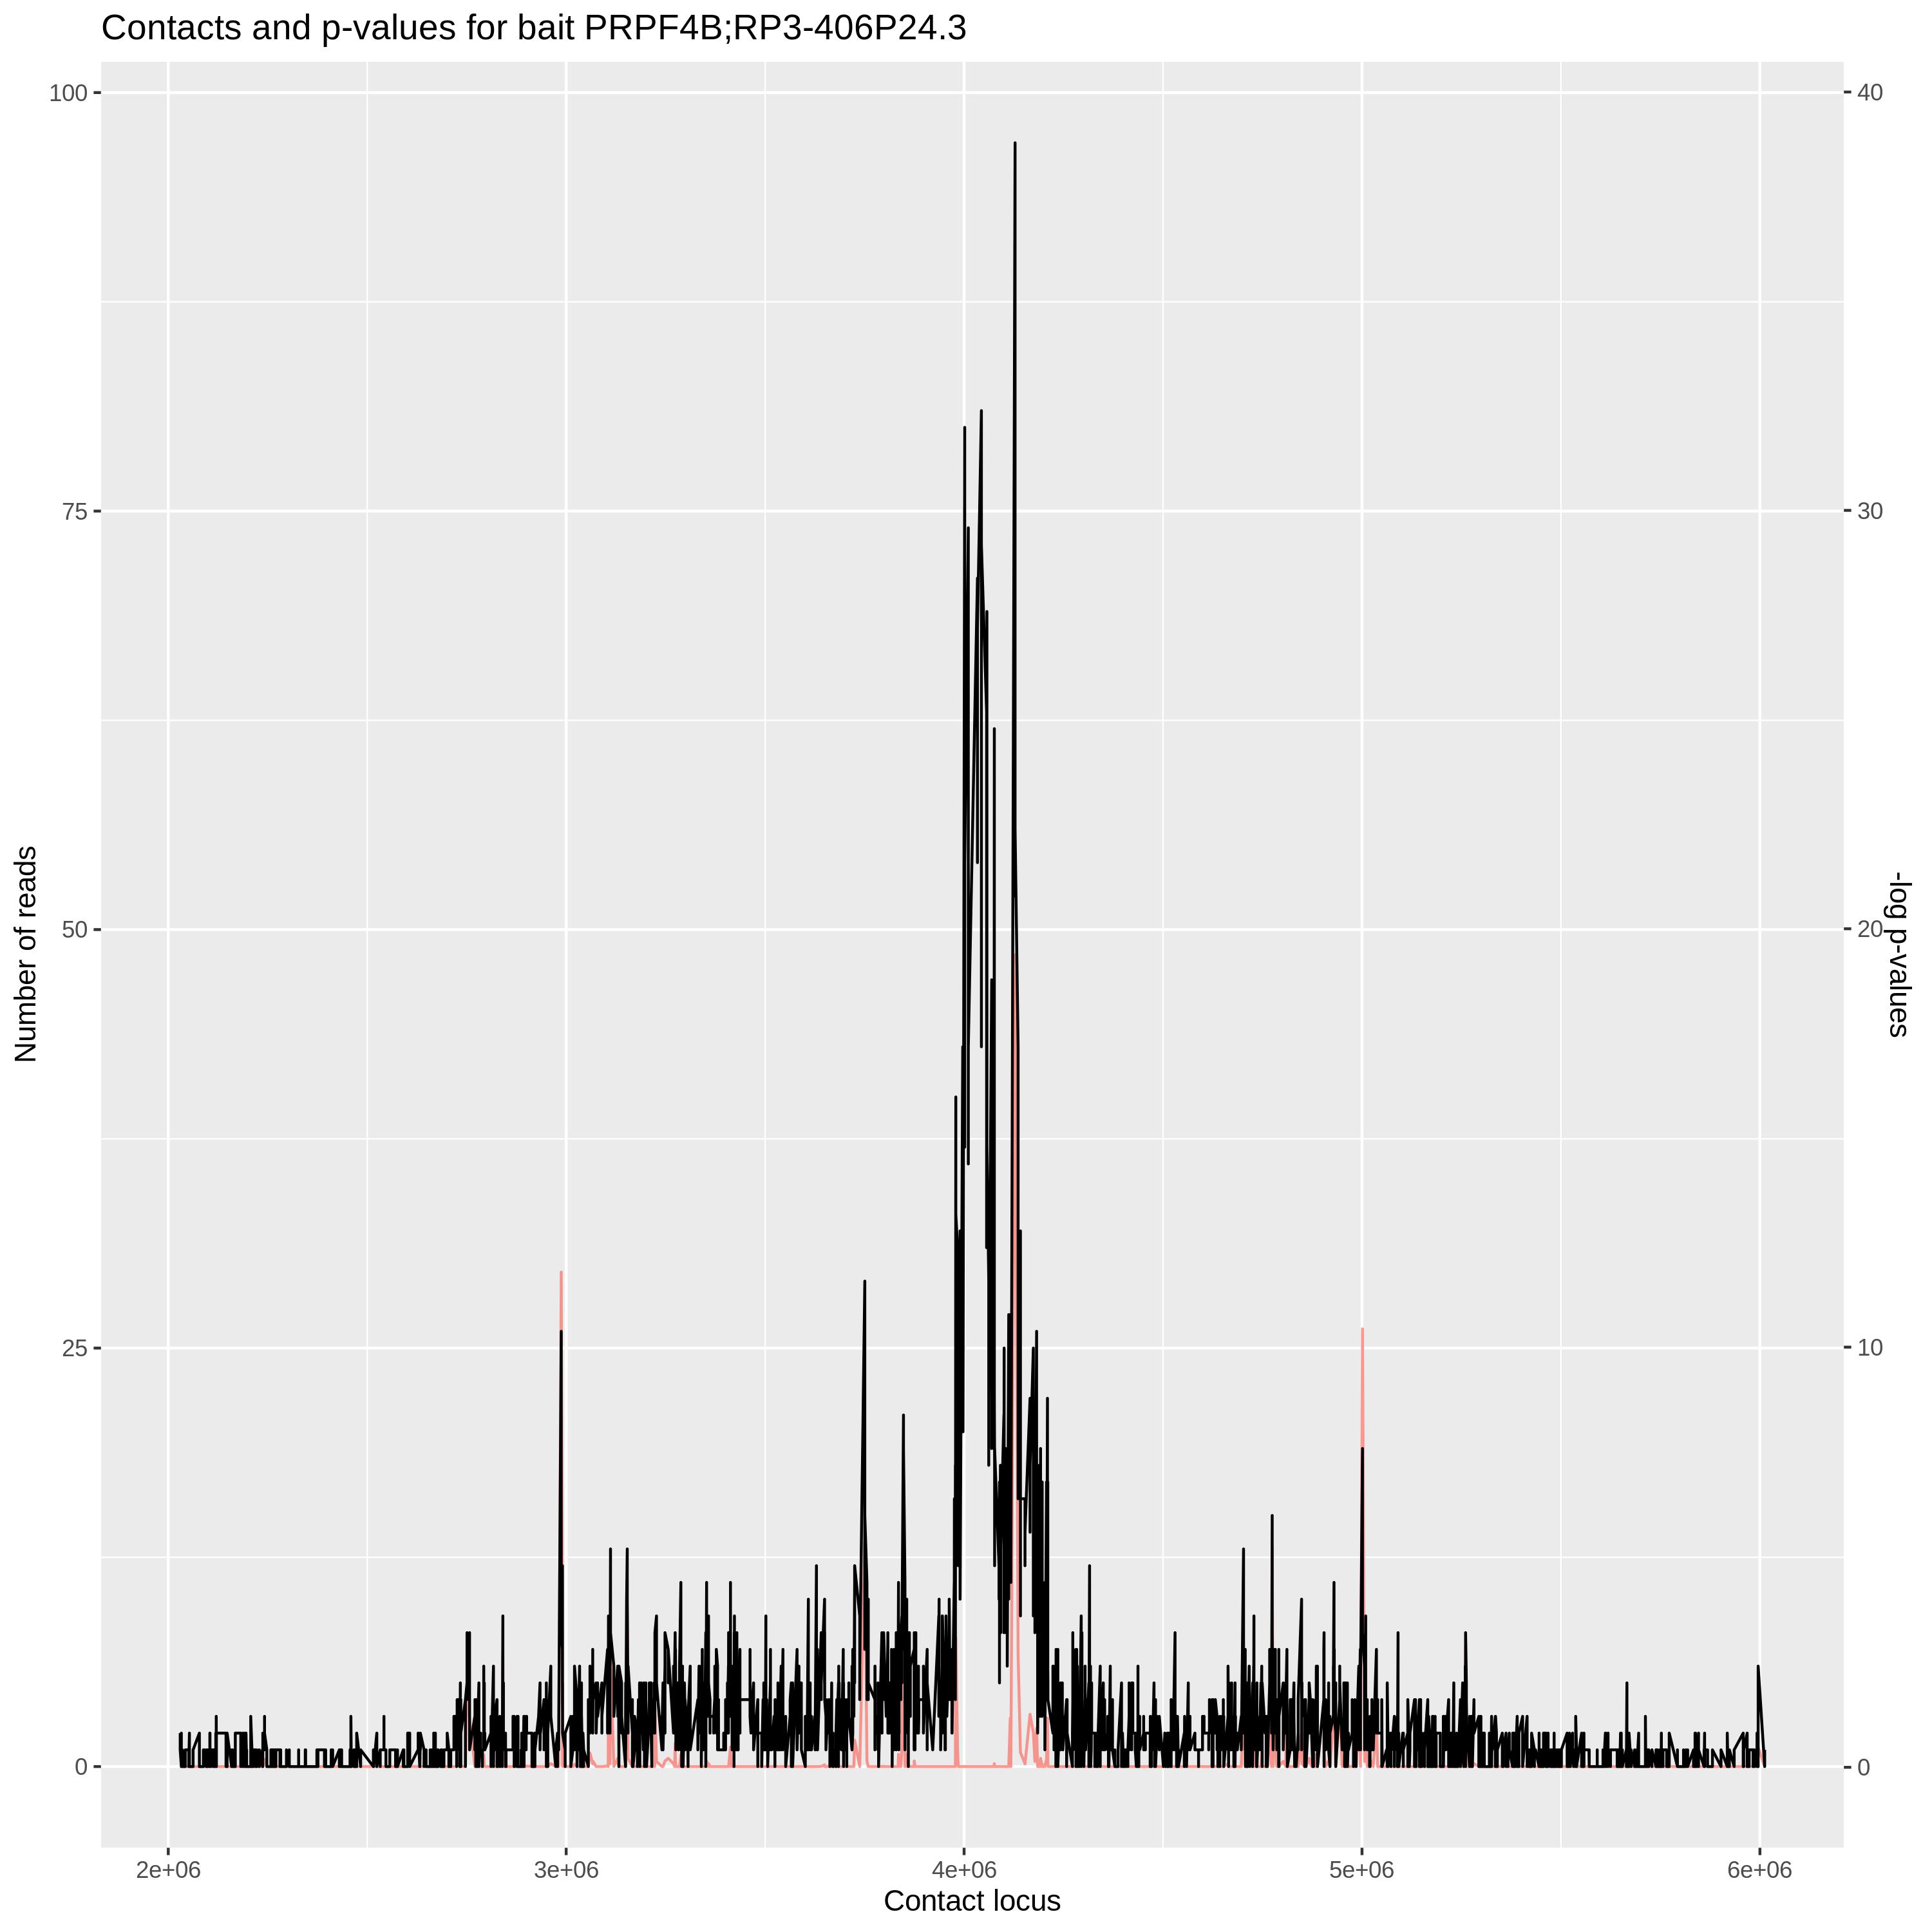 Contacts and p-values for bait PRPF4B;RP3-406P24.3
100
75
50
25
0
Number of reads
40
30
20
10
0
-log p-values
2e+06
3e+06
4e+06
5e+06
6e+06
Contact locus